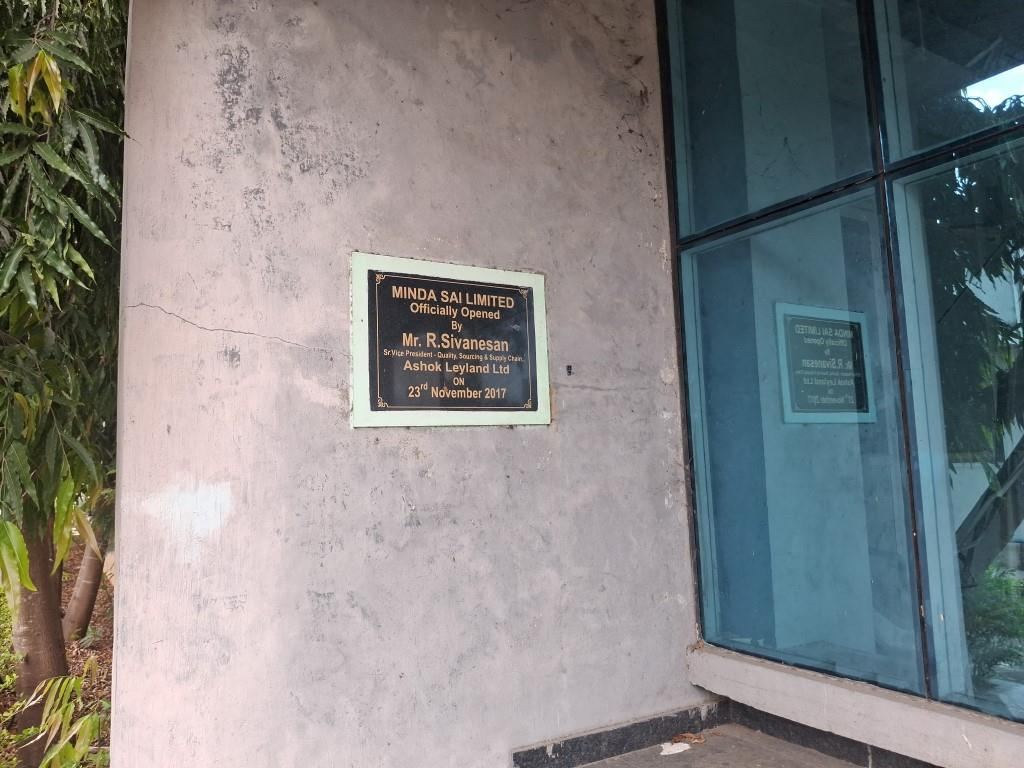 MINDA SAI LIMITED
Officially Opened
By
Mr. R.Sivanesan
Sr.Vice President - Quality, Sourcing & Supply Chain,
Ashok Leyland Ltd
ON
23rd November 2017